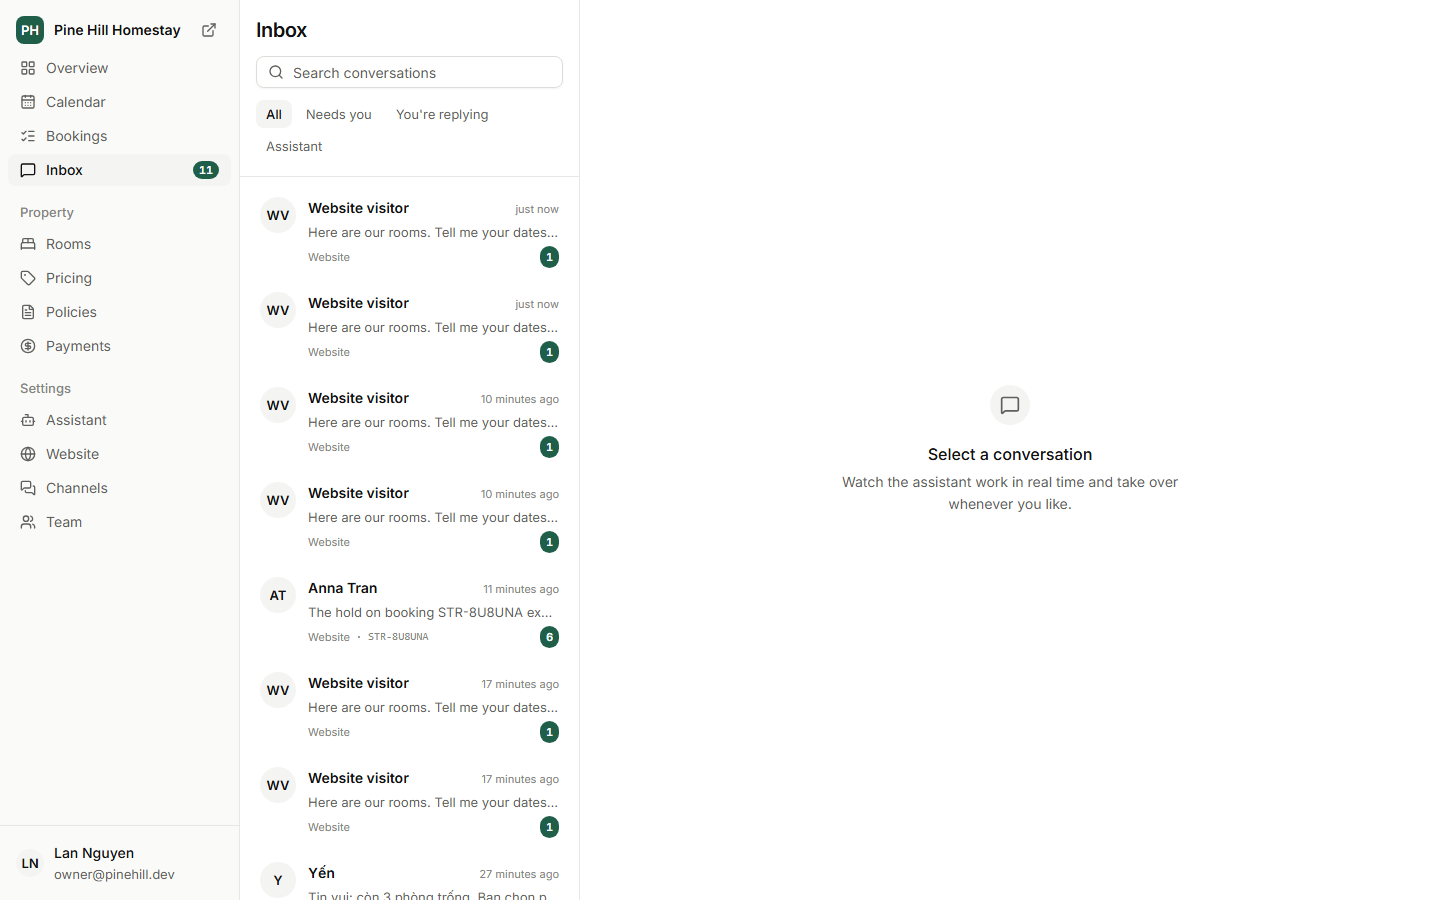 PH Pine Hill Homestay
Overview
Calendar
Bookings
Inbox 11
Property
Rooms
Pricing
Policies
Payments
Settings
Assistant
Website
Channels
Team
LN Lan Nguyen
owner@pinehill.dev
Inbox
Search conversations
All Needs you You're replying
Assistant
WV Website visitor just now
Here are our rooms. Tell me your dates...
Website 1
WV Website visitor just now
Here are our rooms. Tell me your dates...
Website 1
WV Website visitor 10 minutes ago
Here are our rooms. Tell me your dates...
Website 1
WV Website visitor 10 minutes ago
Here are our rooms. Tell me your dates...
Website 1
AT Anna Tran 11 minutes ago
The hold on booking STR-8U8UNA ex...
Website · STR-8U8UNA 6
WV Website visitor 17 minutes ago
Here are our rooms. Tell me your dates...
Website 1
WV Website visitor 17 minutes ago
Here are our rooms. Tell me your dates...
Website 1
Y Yến 27 minutes ago
Tin vui: còn 3 phòng trống. Bạn chọn p...
Select a conversation
Watch the assistant work in real time and take over
whenever you like.